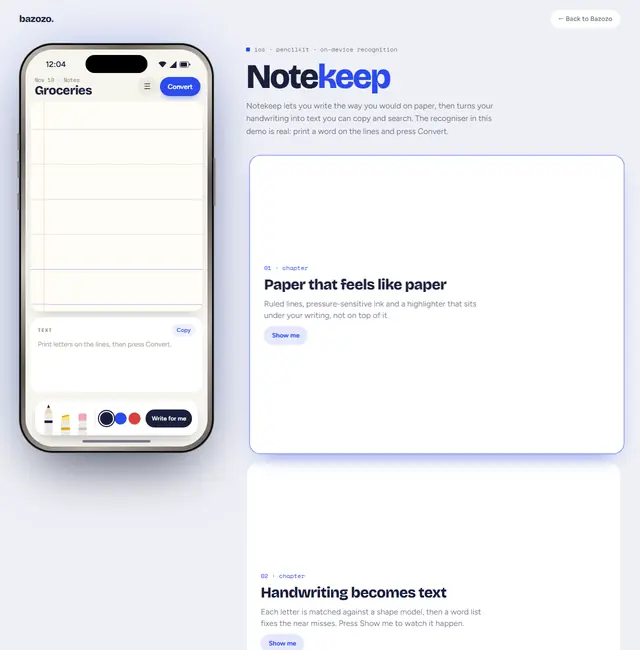 bazozo.
← Back to Bazozo
12:04
Nov 10 · Notes
Groceries
Convert
TEXT
Copy
Print letters on the lines, then press Convert.
Write for me
ios · pencilkit · on-device recognition
Notekeep
Notekeep lets you write the way you would on paper, then turns your
handwriting into text you can copy and search. The recogniser in this
demo is real: print a word on the lines and press Convert.
01 · chapter
Paper that feels like paper
Ruled lines, pressure-sensitive ink and a highlighter that sits
under your writing, not on top of it
Show me
02 · chapter
Handwriting becomes text
Each letter is matched against a shape model, then a word list
fixes the near misses. Press Show me to watch it happen.
Show me